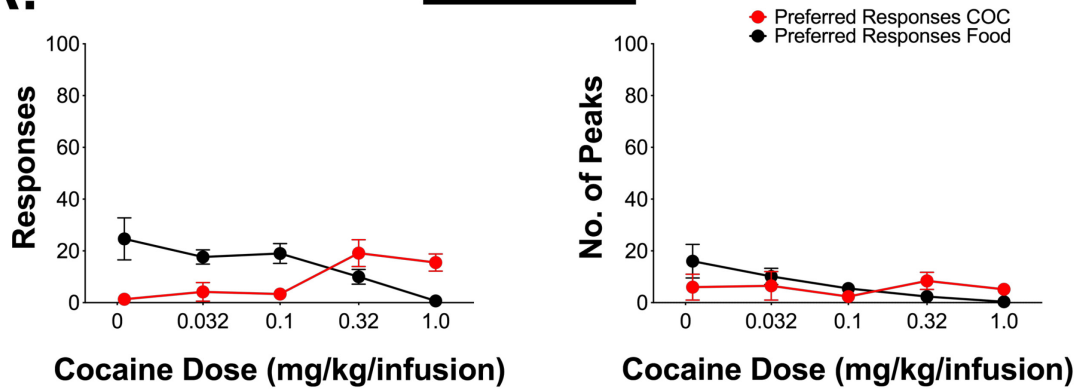 Preferred Responses COC
Preferred Responses Food
Responses
100
80
60
40
20
0
0 0.032 0.1 0.32 1.0
Cocaine Dose (mg/kg/infusion)
No. of Peaks
100
80
60
40
20
0
0 0.032 0.1 0.32 1.0
Cocaine Dose (mg/kg/infusion)